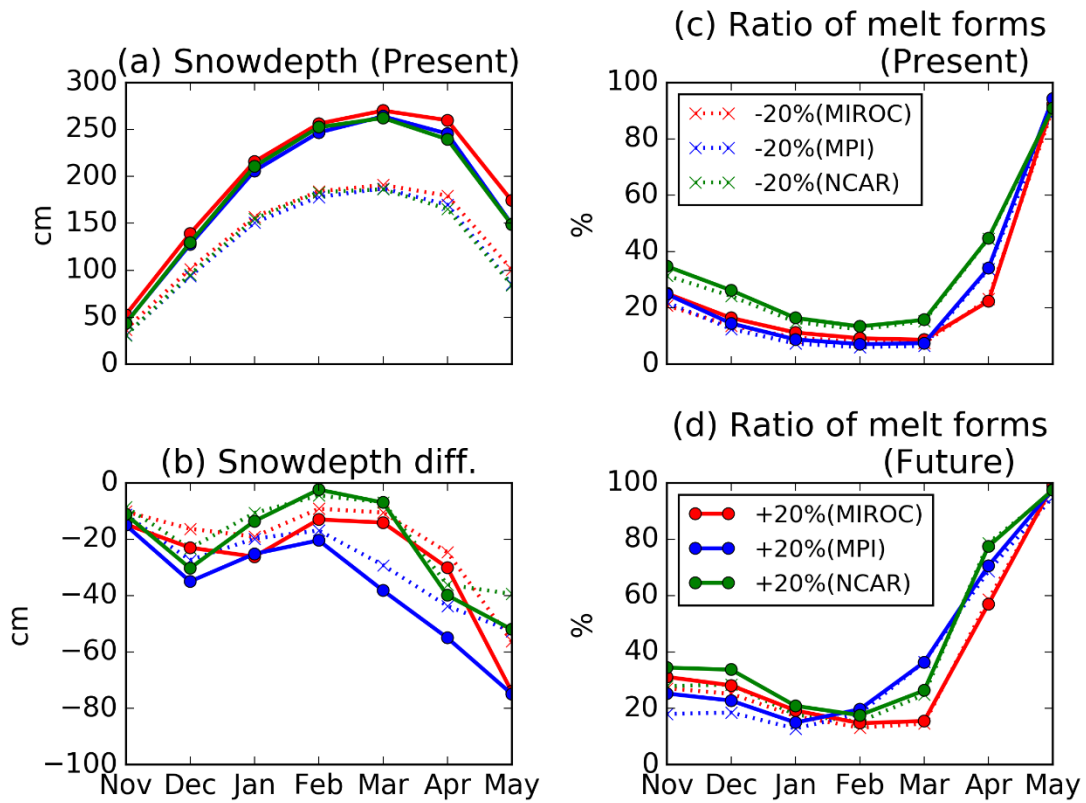 (a) Snowdepth (Present)
300
250
200
150
100
50
0
cm
(c) Ratio of melt forms
(Present)
100
80
60
40
20
0
%
-20%(MIROC)
-20%(MPI)
-20%(NCAR)
(b) Snowdepth diff.
0
−20
−40
−60
−80
−100
cm
Nov Dec Jan Feb Mar Apr May
(d) Ratio of melt forms
(Future)
100
80
60
40
20
0
%
+20%(MIROC)
+20%(MPI)
+20%(NCAR)
Nov Dec Jan Feb Mar Apr May